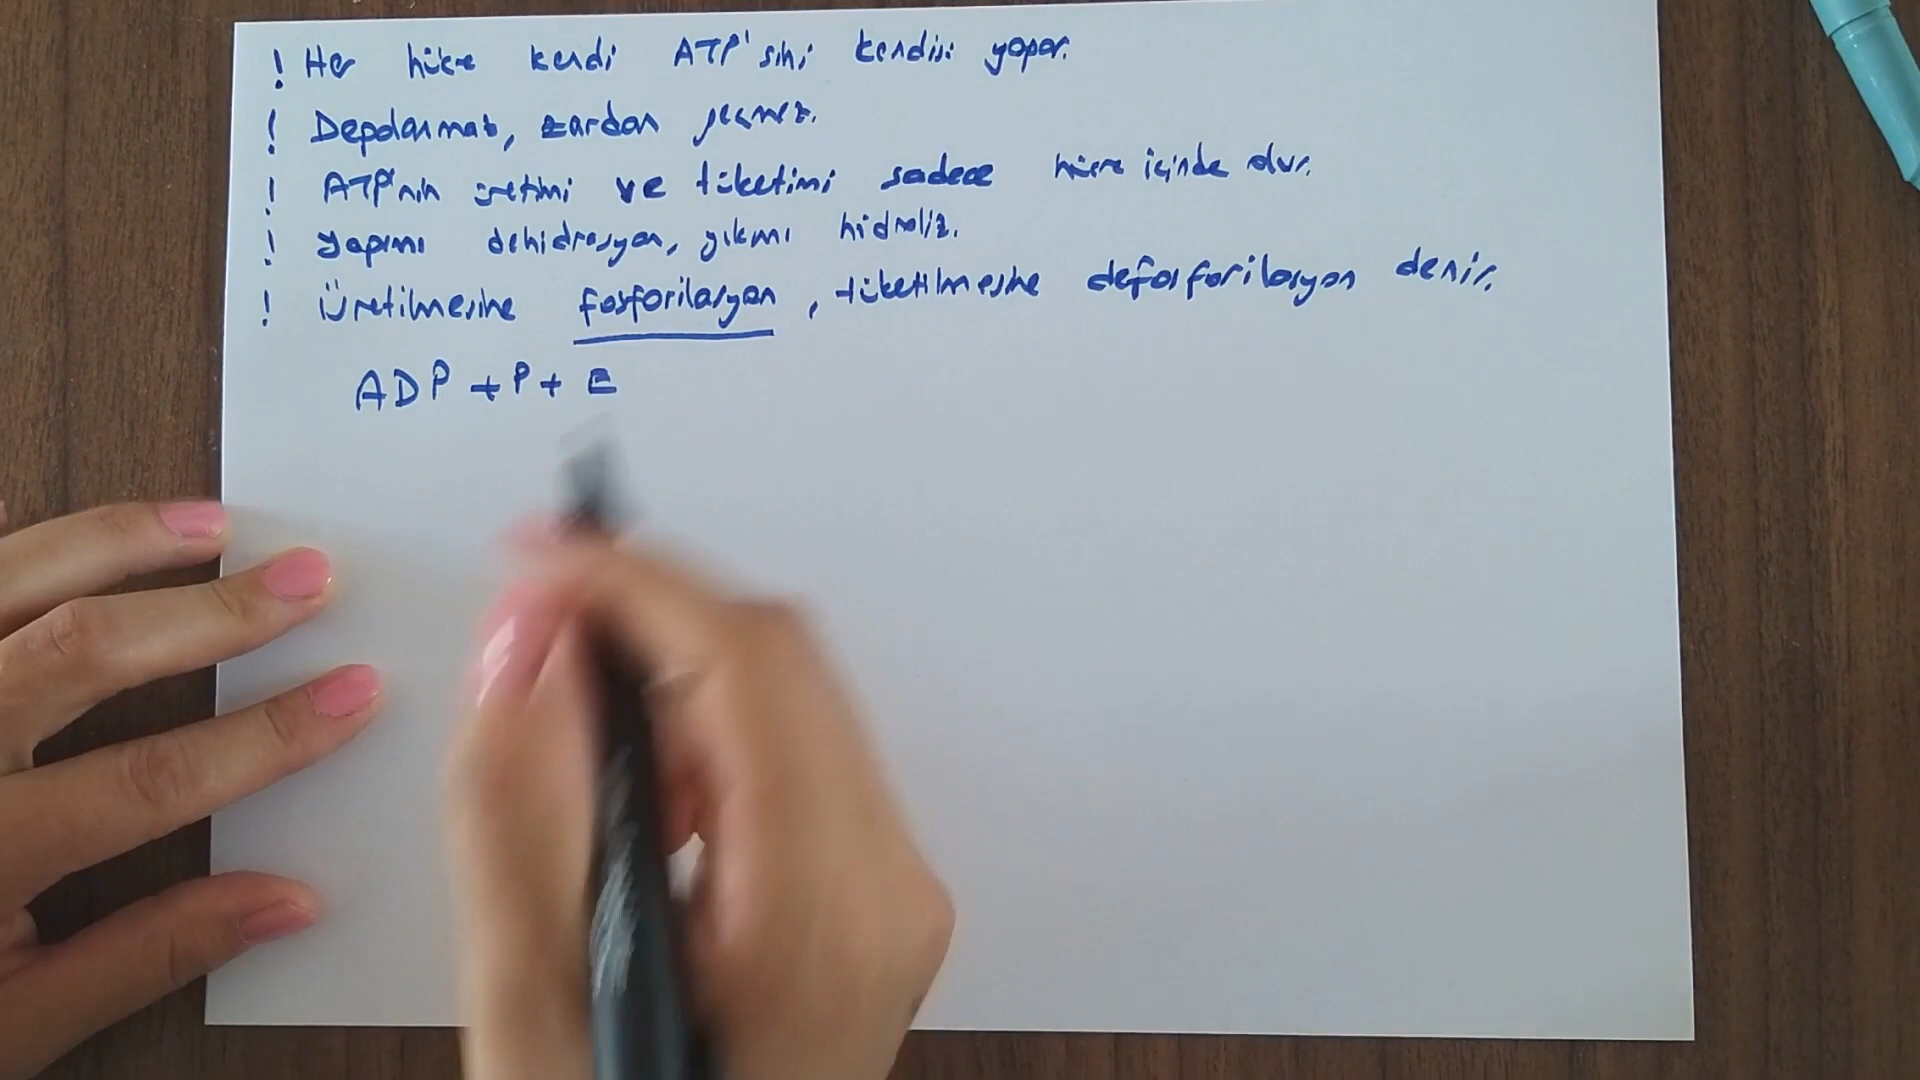 ! Her hücre kendi ATP'sini kendisi yapar.
! Depolanmaz, zardan geçmez.
! ATP'nin üretimi ve tüketimi sadece hücre içinde olur.
! Yapımı dehidrasyon, yıkımı hidroliz.
! Üretilmesine fosforilasyon, tüketilmesine defosforilasyon denir.
ADP + P + E